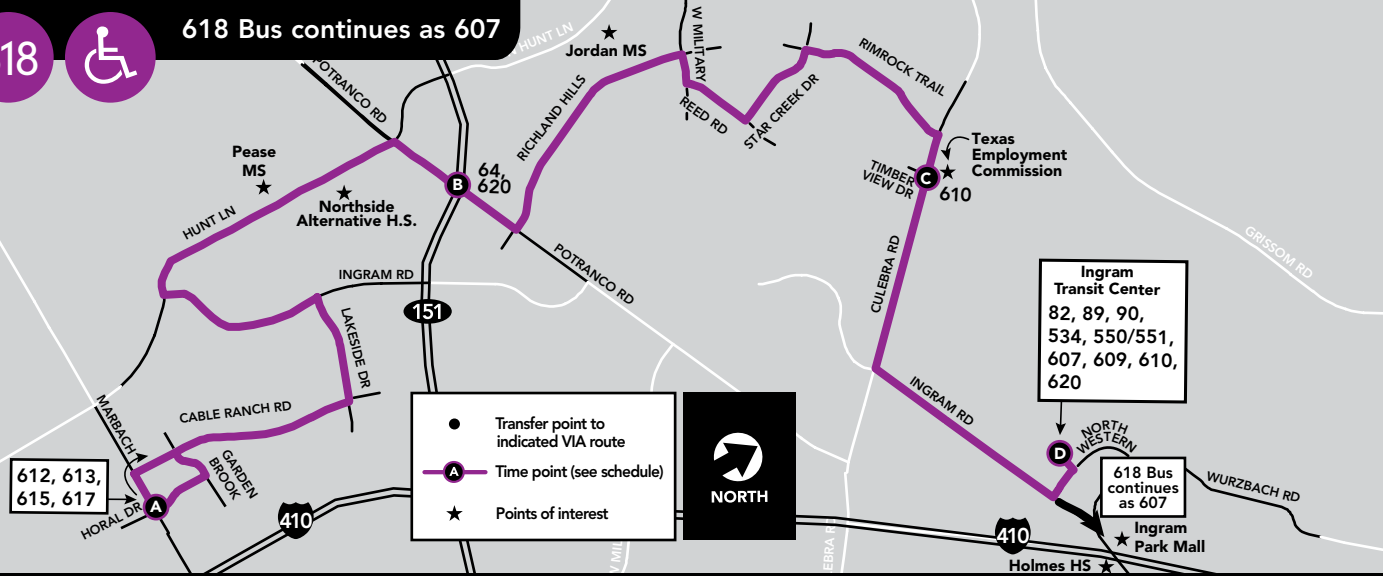 18
618 Bus continues as 607
HUNT LN
Jordan MS
W MILITARY
RIMROCK TRAIL
POTRANCO RD
RICHLAND HILLS
REED RD
STAR CREEK DR
Texas
Employment
Commission
Pease
MS
B
64,
620
TIMBER
VIEW DR
C
610
Northside
Alternative H.S.
HUNT LN
GRISSOM RD
POTRANCO RD
INGRAM RD
CULEBRA RD
Ingram
Transit Center
82, 89, 90,
534, 550/551,
607, 609, 610,
620
151
LAKESIDE DR
INGRAM RD
MARBACH
CABLE RANCH RD
Transfer point to
indicated VIA route
A
Time point (see schedule)
Points of interest
NORTH
D
NORTH
WESTERN
GARDEN
BROOK
612, 613,
615, 617
A
HORAL DR
410
618 Bus
continues
as 607
WURZBACH RD
410
Ingram
Park Mall
Holmes HS
W MIL
EBRA R